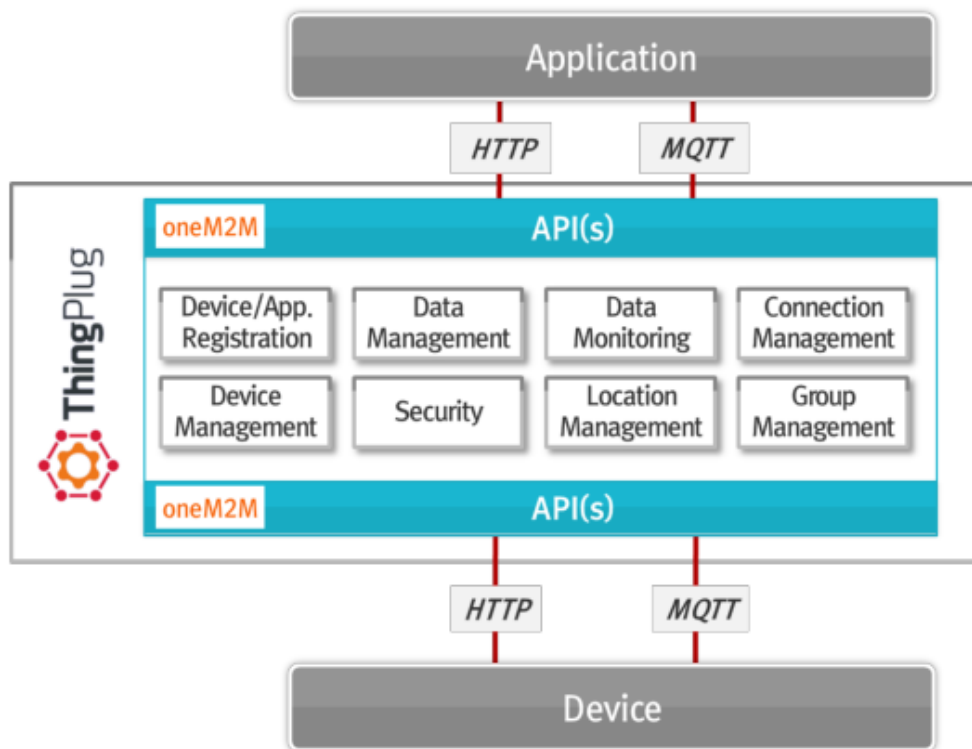 Application
HTTP
MQTT
oneM2M
API(s)
ThingPlug
Device/App.
Registration
Data
Management
Data
Monitoring
Connection
Management
Device
Management
Security
Location
Management
Group
Management
oneM2M
API(s)
HTTP
MQTT
Device